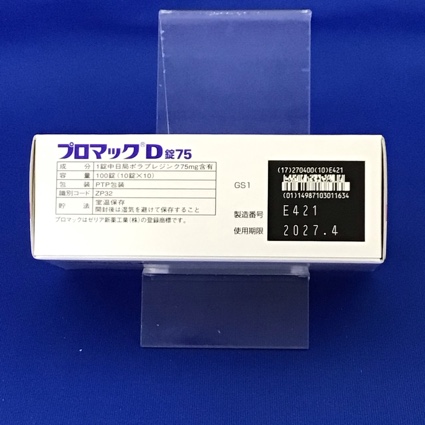 プロマック®D錠75
成分 1錠中日局ポラプレジンク75mg含有
容量 100錠(10錠×10)
包装 PTP包装
識別コード ZP32
貯法 室温保存
開封後は湿気を避けて保存すること
プロマックはゼリア新薬工業(株)の登録商標です。
GS1
(17)270400(10)E421
(01)14987103011634
製造番号 E421
使用期限 2027.4